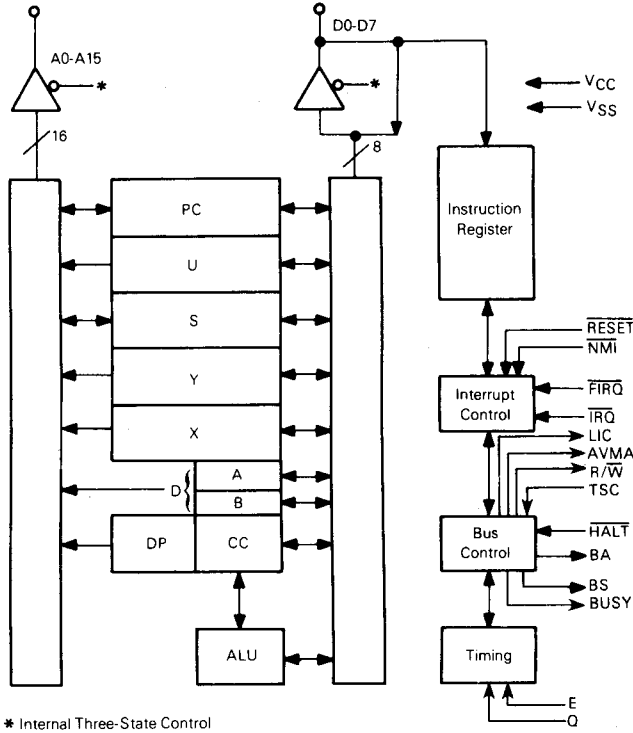 A0-A15
D0-D7
*
*
VCC
VSS
16
8
PC
Instruction
Register
U
S
RESET
NMI
Y
Interrupt
Control
FIRQ
IRQ
X
LIC
AVMA
R/W
TSC
A
D
B
DP
CC
Bus
Control
HALT
BA
BS
BUSY
ALU
Timing
E
Q
* Internal Three-State Control